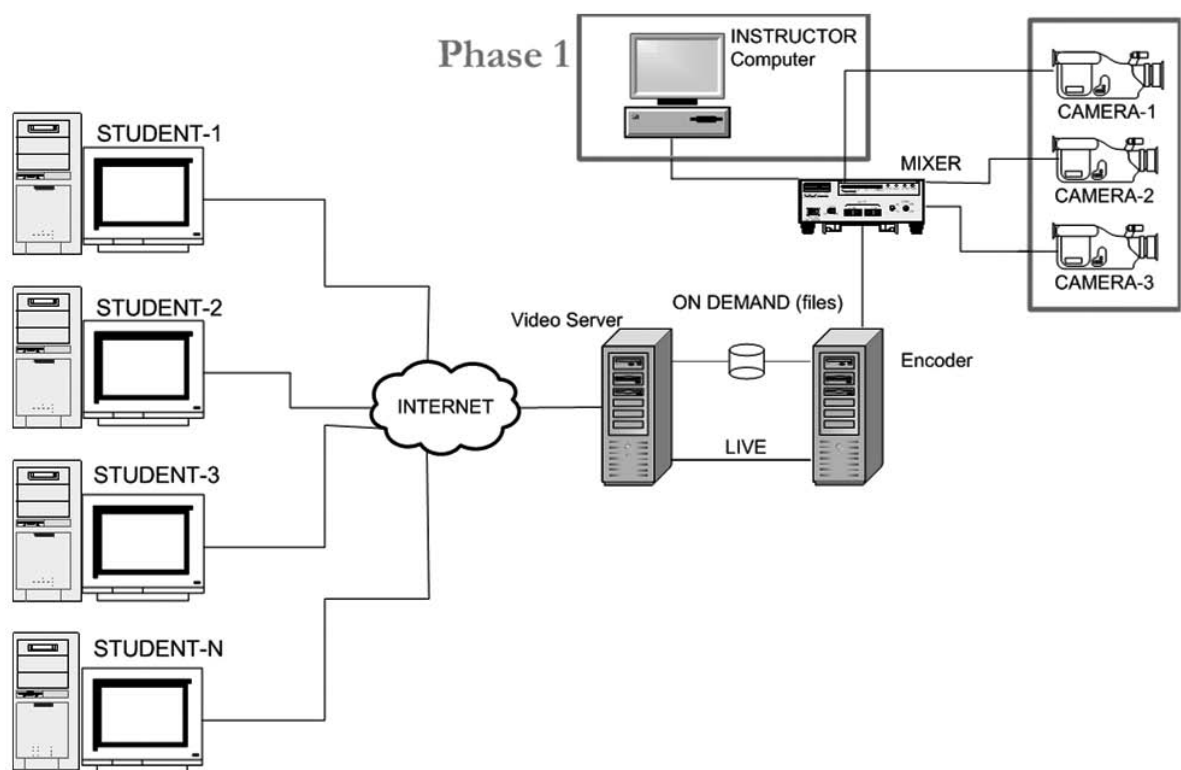 Phase 1
INSTRUCTOR
Computer
CAMERA-1
MIXER
CAMERA-2
CAMERA-3
STUDENT-1
STUDENT-2
STUDENT-3
STUDENT-N
INTERNET
Video Server
ON DEMAND (files)
Encoder
LIVE